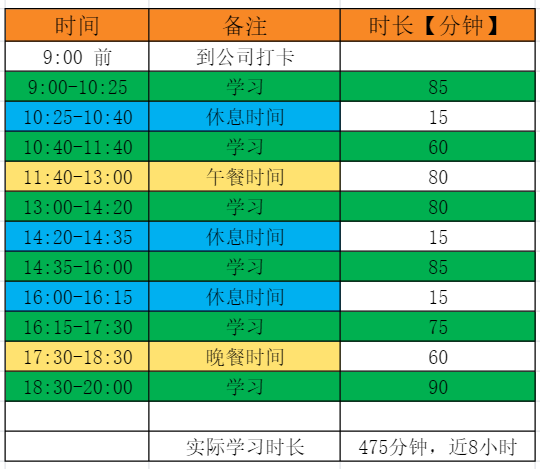 时间 备注 时长【分钟】
9:00 前 到公司打卡
9:00-10:25 学习 85
10:25-10:40 休息时间 15
10:40-11:40 学习 60
11:40-13:00 午餐时间 80
13:00-14:20 学习 80
14:20-14:35 休息时间 15
14:35-16:00 学习 85
16:00-16:15 休息时间 15
16:15-17:30 学习 75
17:30-18:30 晚餐时间 60
18:30-20:00 学习 90
实际学习时长 475分钟，近8小时